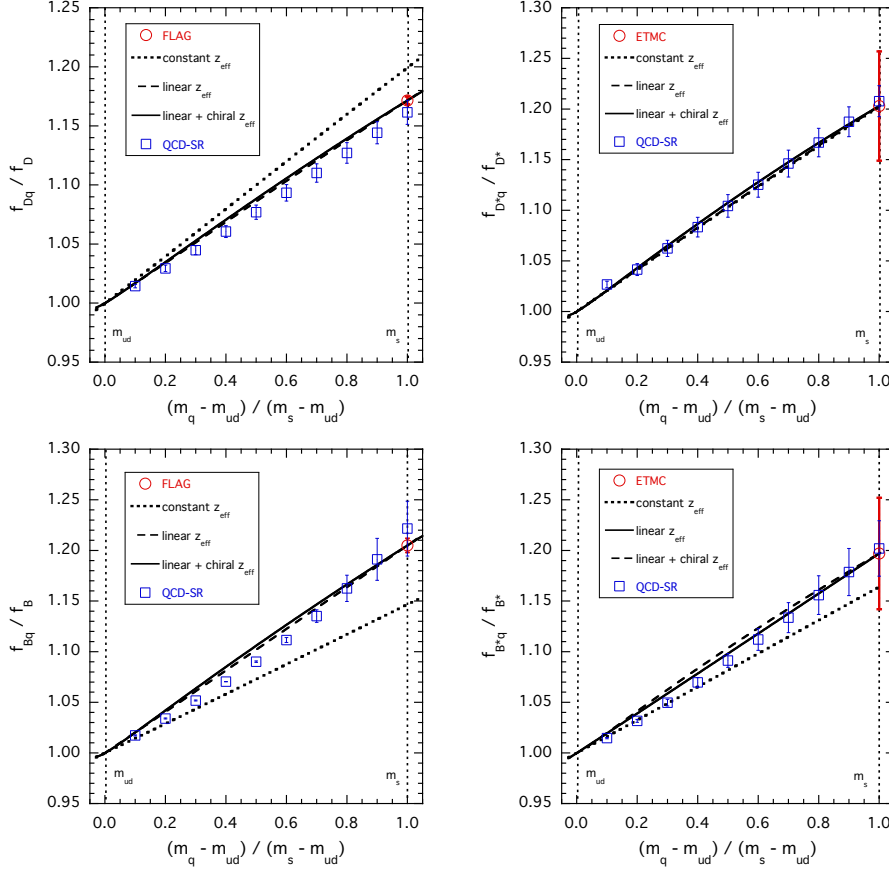 1.25
1.20
1.15
1.10
1.05
1.00
0.95
f_Dq / f_D
FLAG
constant z_eff
linear z_eff
linear + chiral z_eff
QCD-SR
m_ud
m_s
0.0 0.2 0.4 0.6 0.8 1.0
(m_q - m_ud) / (m_s - m_ud)
1.30
1.25
1.20
1.15
1.10
1.05
1.00
0.95
f_D*q / f_D*
ETMC
constant z_eff
linear z_eff
linear + chiral z_eff
QCD-SR
m_ud
m_s
0.0 0.2 0.4 0.6 0.8 1.0
(m_q - m_ud) / (m_s - m_ud)
1.30
1.25
1.20
1.15
1.10
1.05
1.00
0.95
f_Bq / f_B
FLAG
constant z_eff
linear z_eff
linear + chiral z_eff
QCD-SR
m_ud
m_s
0.0 0.2 0.4 0.6 0.8 1.0
(m_q - m_ud) / (m_s - m_ud)
1.30
1.25
1.20
1.15
1.10
1.05
1.00
0.95
f_B*q / f_B*
ETMC
constant z_eff
linear z_eff
linear + chiral z_eff
QCD-SR
m_ud
m_s
0.0 0.2 0.4 0.6 0.8 1.0
(m_q - m_ud) / (m_s - m_ud)